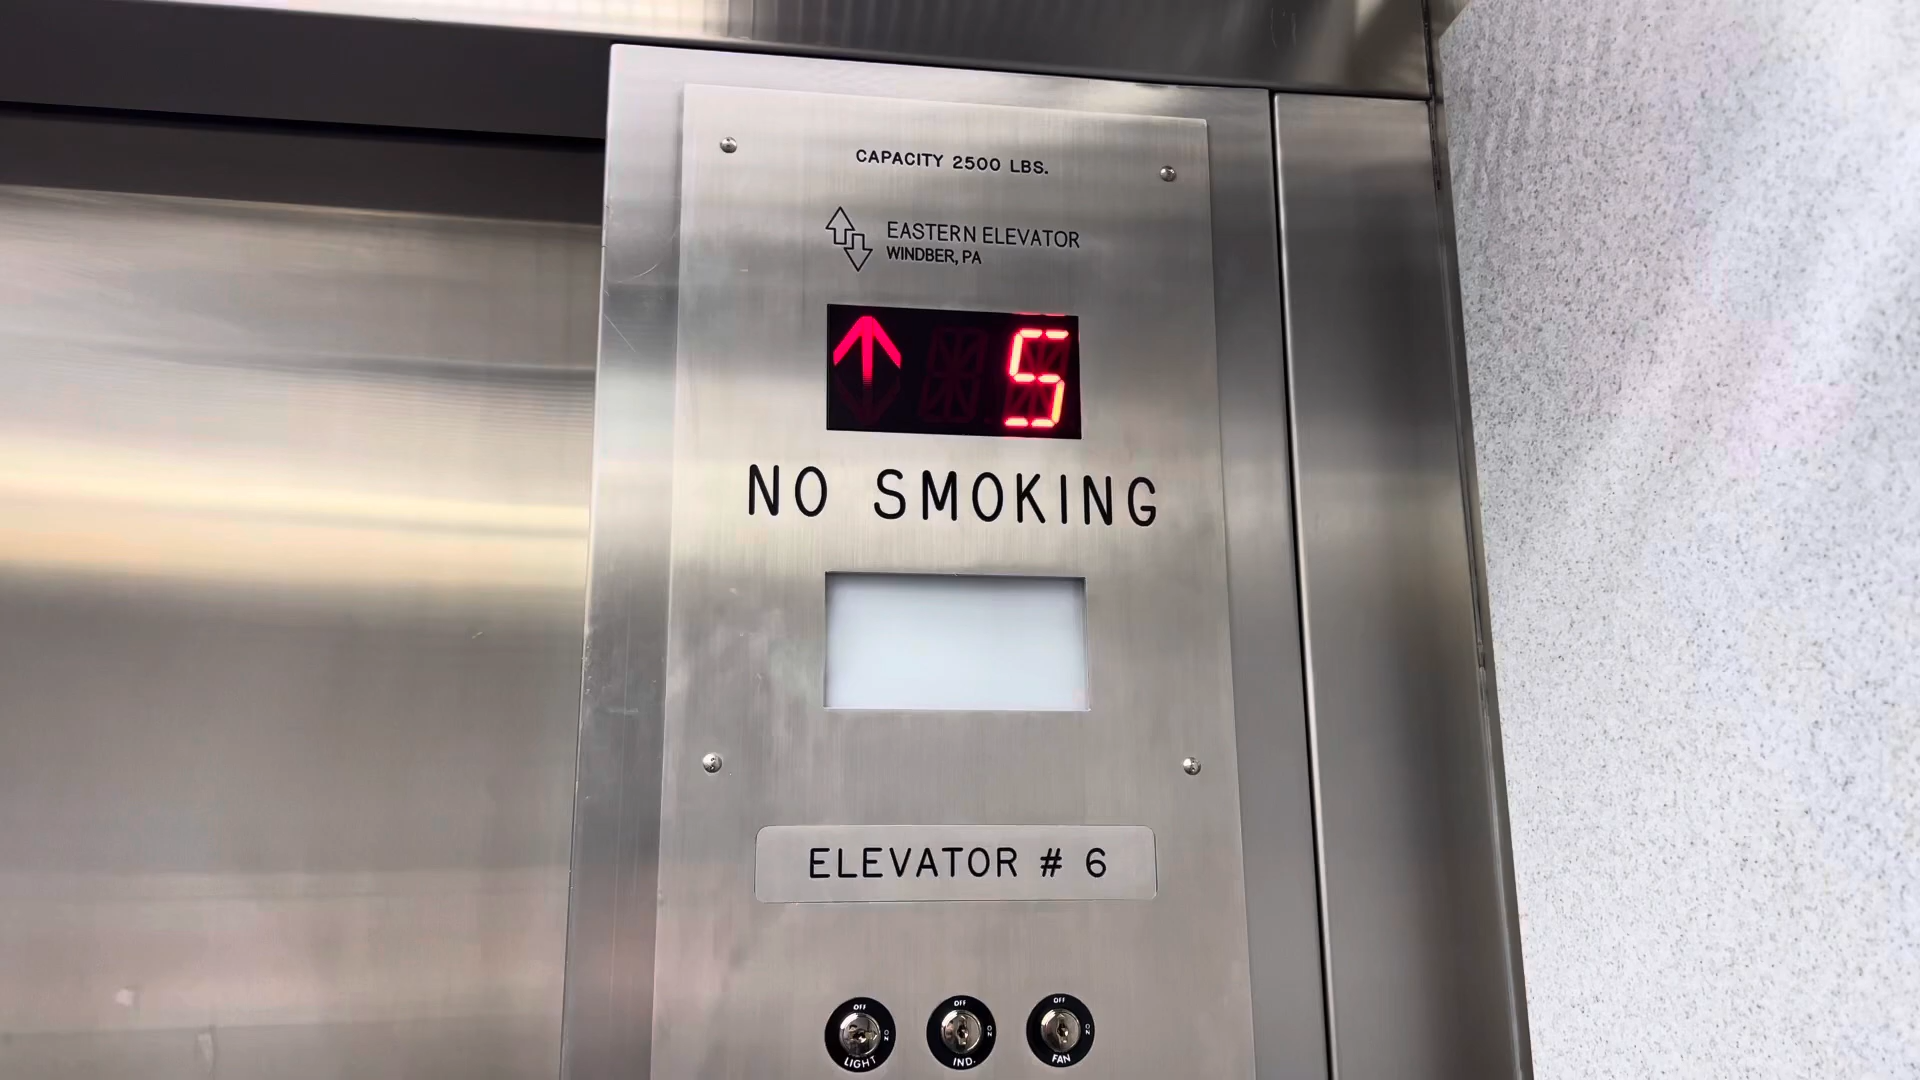 CAPACITY 2500 LBS.
EASTERN ELEVATOR
WINDBER, PA
5
NO SMOKING
ELEVATOR # 6
OFF OFF OFF
ON ON ON
LIGHT IND. FAN